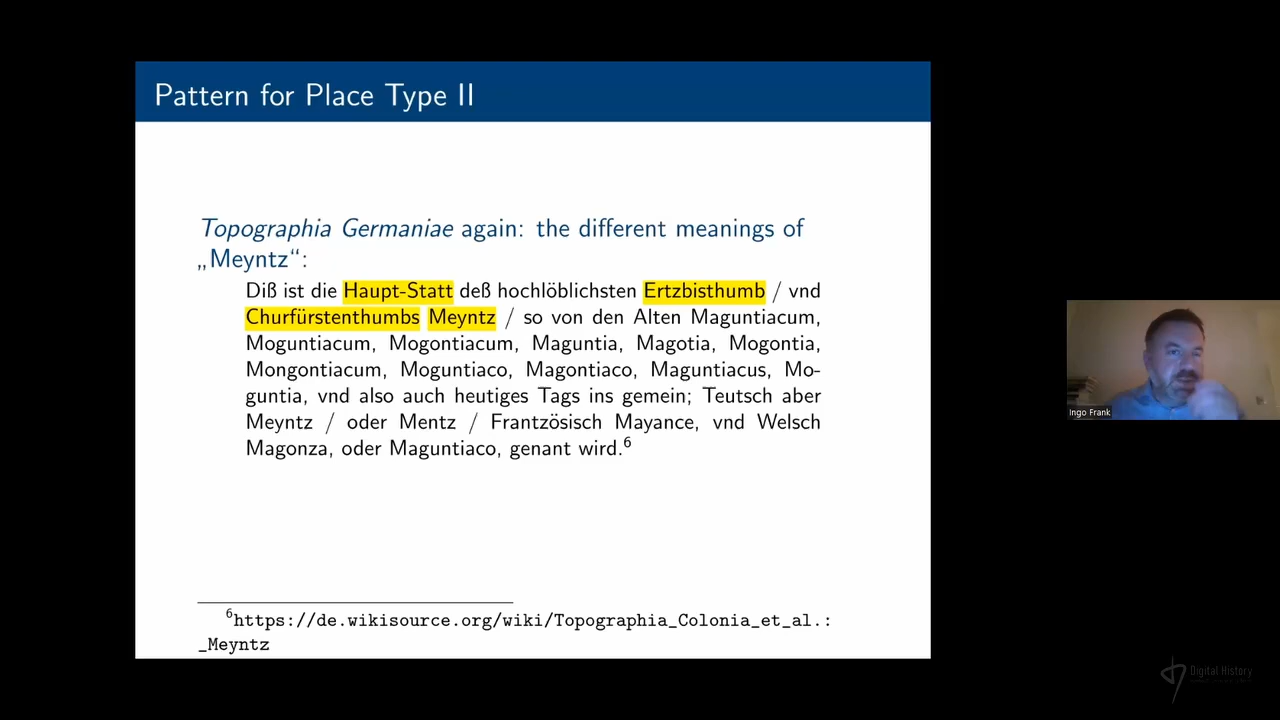 Pattern for Place Type II
Topographia Germaniae again: the different meanings of
„Meyntz“:
Diß ist die Haupt-Statt deß hochlöblichsten Ertzbisthumb / vnd
Churfürstenthumbs Meyntz / so von den Alten Maguntiacum,
Moguntiacum, Mogontiacum, Maguntia, Magotia, Mogontia,
Mongontiacum, Moguntiaco, Magontiaco, Maguntiacus, Mo-
guntia, vnd also auch heutiges Tags ins gemein; Teutsch aber
Meyntz / oder Mentz / Frantzösisch Mayance, vnd Welsch
Magonza, oder Maguntiaco, genant wird.6
6https://de.wikisource.org/wiki/Topographia_Colonia_et_al.:
_Meyntz
Ingo Frank
Digital History